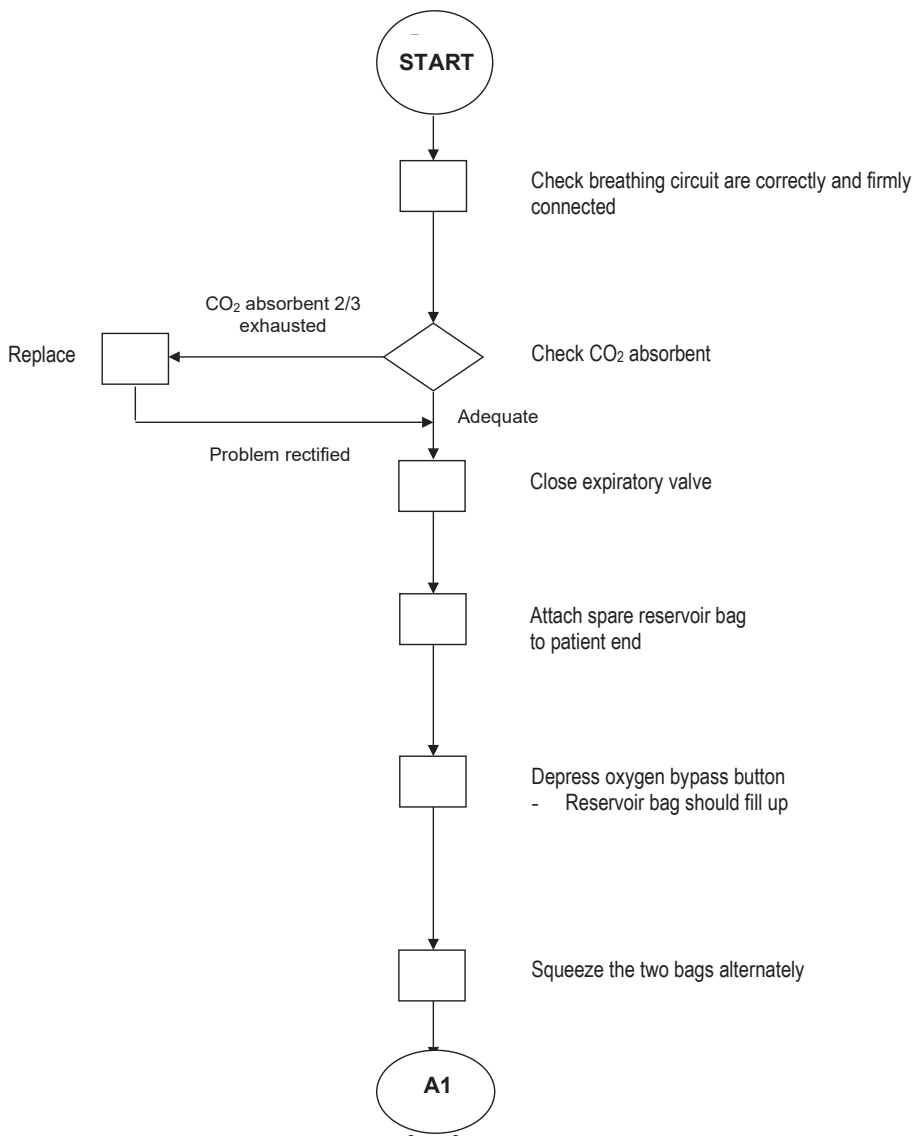 START
Check breathing circuit are correctly and firmly
connected
CO₂ absorbent 2/3
exhausted
Replace
Check CO₂ absorbent
Adequate
Problem rectified
Close expiratory valve
Attach spare reservoir bag
to patient end
Depress oxygen bypass button
- Reservoir bag should fill up
Squeeze the two bags alternately
A1